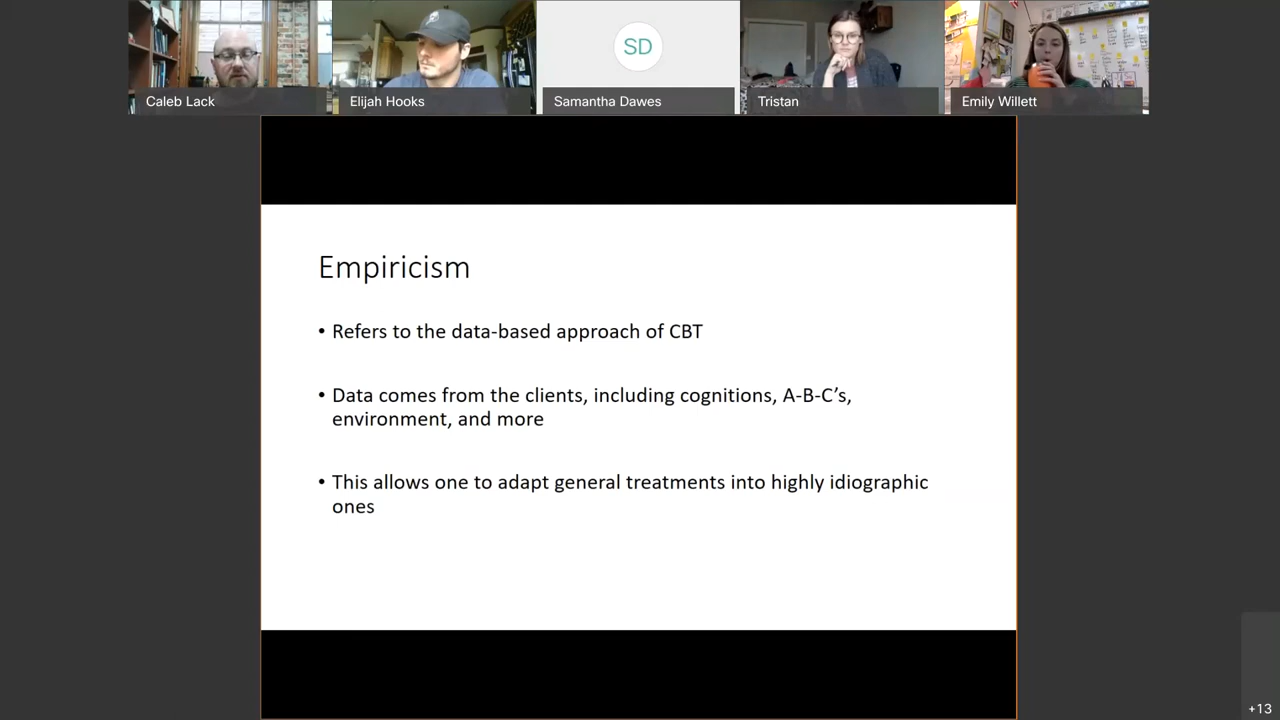 SD
Caleb Lack
Elijah Hooks
Samantha Dawes
Tristan
Emily Willett
Empiricism
• Refers to the data-based approach of CBT
• Data comes from the clients, including cognitions, A-B-C’s,
environment, and more
• This allows one to adapt general treatments into highly idiographic
ones
+13